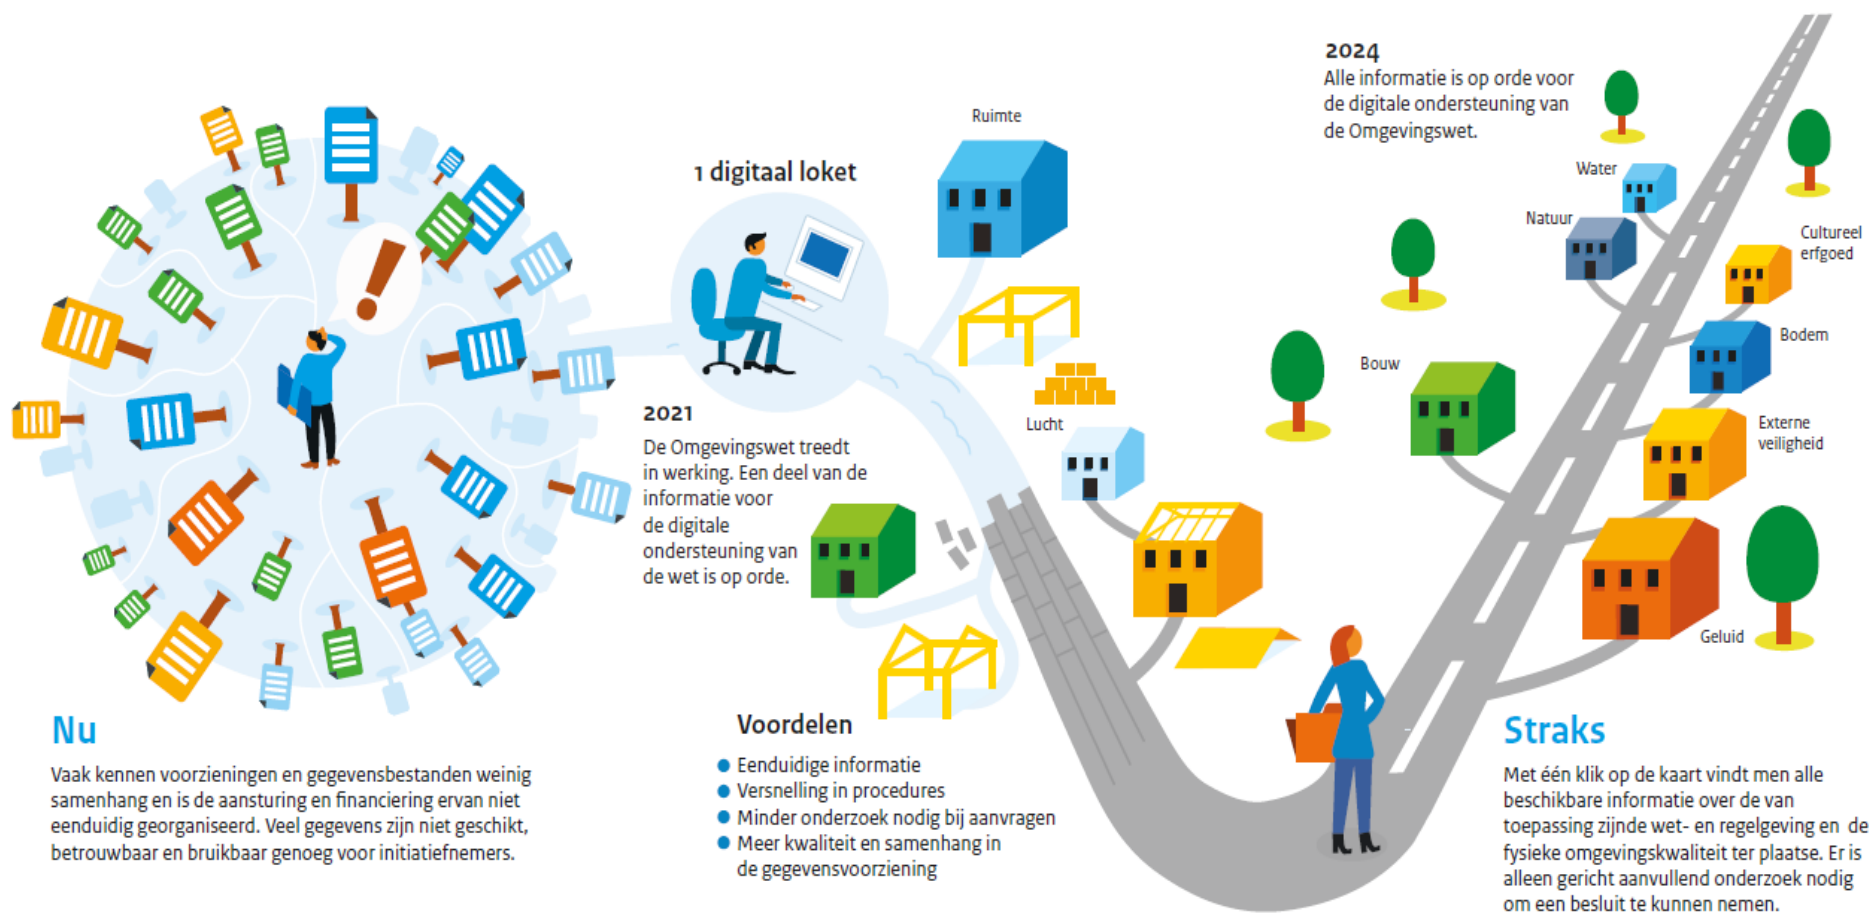 Nu
Vaak kennen voorzieningen en gegevensbestanden weinig
samenhang en is de aansturing en financiering ervan niet
eenduidig georganiseerd. Veel gegevens zijn niet geschikt,
betrouwbaar en bruikbaar genoeg voor initiatiefnemers.
1 digitaal loket
2021
De Omgevingswet treedt
in werking. Een deel van de
informatie voor
de digitale
ondersteuning van
de wet is op orde.
Voordelen
Eenduidige informatie
Versnelling in procedures
Minder onderzoek nodig bij aanvragen
Meer kwaliteit en samenhang in
de gegevensvoorziening
Ruimte
Lucht
2024
Alle informatie is op orde voor
de digitale ondersteuning van
de Omgevingswet.
Water
Natuur
Cultureel
erfgoed
Bodem
Bouw
Externe
veiligheid
Geluid
Straks
Met één klik op de kaart vindt men alle
beschikbare informatie over de van
toepassing zijnde wet- en regelgeving en de
fysieke omgevingskwaliteit ter plaatse. Er is
alleen gericht aanvullend onderzoek nodig
om een besluit te kunnen nemen.